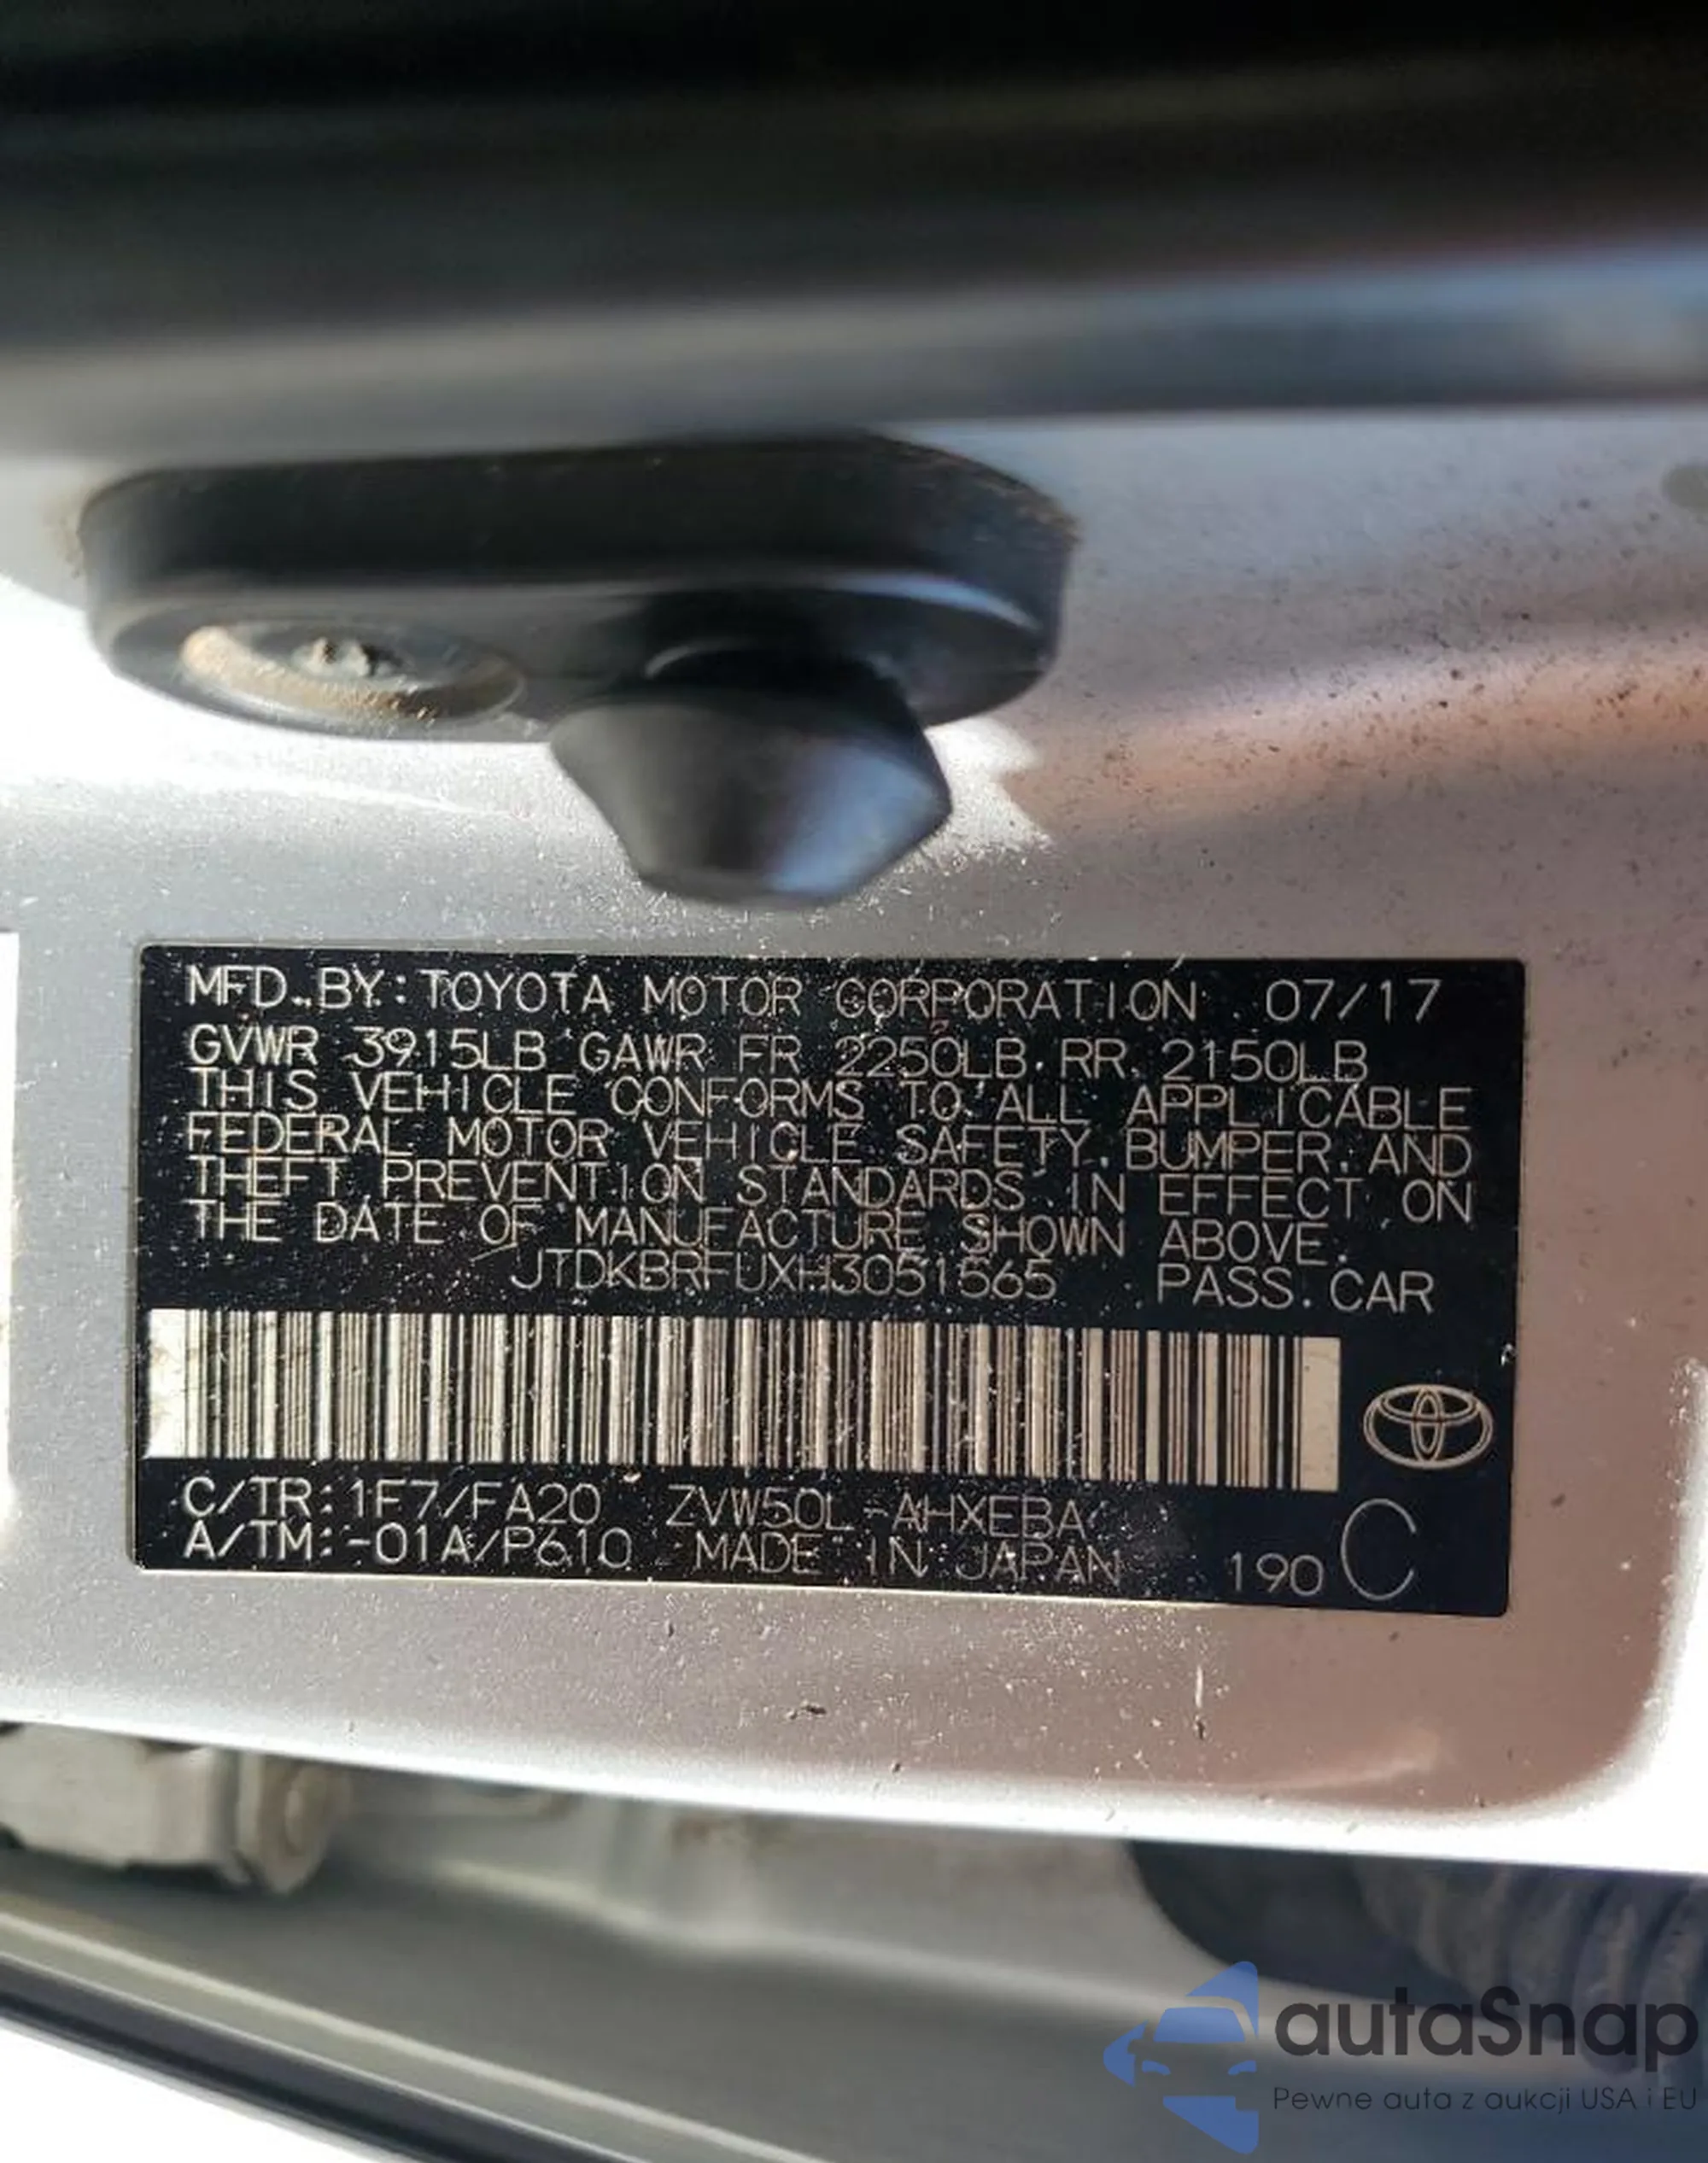 MFD. BY: TOYOTA MOTOR CORPORATION 07/17
GVWR 3915LB GAWR FR 2250LB RR 2150LB
THIS VEHICLE CONFORMS TO ALL APPLICABLE
FEDERAL MOTOR VEHICLE SAFETY, BUMPER, AND
THEFT PREVENTION STANDARDS IN EFFECT ON
THE DATE OF MANUFACTURE SHOWN ABOVE.
JTDKBRFUXH3051565 PASS. CAR
C/TR: 1F7/FA20 ZVW50L-AHXEBA
A/TM: -01A/P610 MADE IN JAPAN 190 C
autaSnap
Pewne auta z aukcji USA i EU